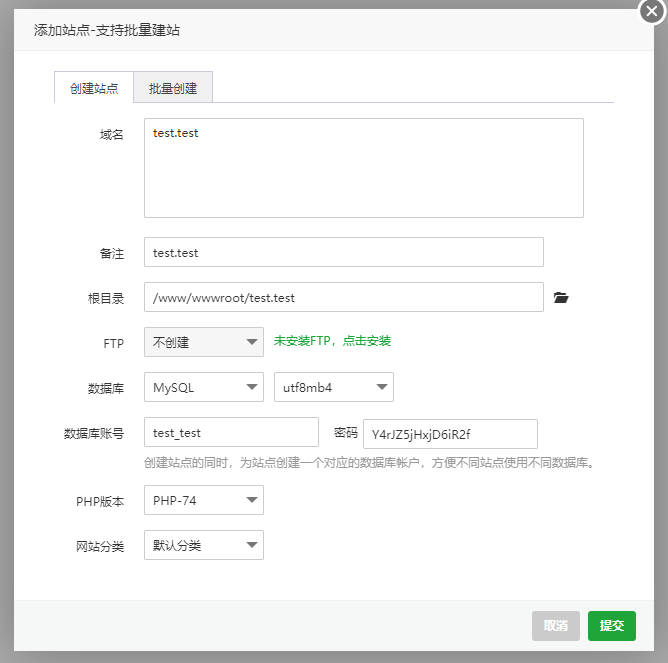 添加站点-支持批量建站
创建站点 批量创建
域名 test.test
备注 test.test
根目录 /www/wwwroot/test.test
FTP 不创建 未安装FTP，点击安装
数据库 MySQL utf8mb4
数据库账号 test_test 密码 Y4rJZ5jHxjD6iR2f
创建站点的同时，为站点创建一个对应的数据库帐户，方便不同站点使用不同数据库。
PHP版本 PHP-74
网站分类 默认分类
取消 提交